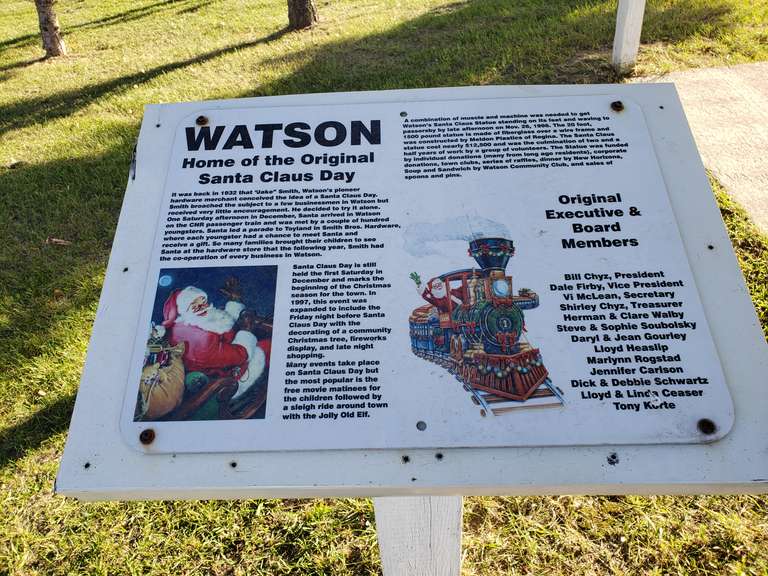 WATSON
Home of the Original
Santa Claus Day
It was back in 1932 that "Jake" Smith, Watson's pioneer
hardware merchant conceived the idea of a Santa Claus Day.
Smith broached the subject to a few businessmen in Watson but
received very little encouragement. He decided to try it alone.
One Saturday afternoon in December, Santa arrived in Watson
on the CNR passenger train and was met by a couple of hundred
youngsters. Santa led a parade to Toyland in Smith Bros. Hardware,
where each youngster had a chance to meet Santa and
receive a gift. So many families brought their children to see
Santa at the hardware store that the following year, Smith had
the co-operation of every business in Watson.
Santa Claus Day is still
held the first Saturday in
December and marks the
beginning of the Christmas
season for the town. In
1997, this event was
expanded to include the
Friday night before Santa
Claus Day with the
decorating of a community
Christmas tree, fireworks
display, and late night
shopping.
Many events take place
on Santa Claus Day but
the most popular is the
free movie matinees for
the children followed by
a sleigh ride around town
with the Jolly Old Elf.
A combination of muscle and machine was needed to get
Watson's Santa Claus Statue standing on its feet and waving to
passersby by late afternoon on Nov. 26, 1996. The 20 foot,
1500 pound statue is made of fiberglass over a wire frame and
was constructed by Melon Plastics of Regina. The Santa Claus
statue cost nearly $12,500 and was the culmination of two and a
half years of work by a group of volunteers. The Statue was funded
by individual donations (many from long ago residents), corporate
donations, town clubs, series of raffles, dinner by New Horizons,
Soup and Sandwich by Watson Community Club, and sales of
spoons and pins.
Original
Executive &
Board
Members
Bill Chyz, President
Dale Firby, Vice President
Vi McLean, Secretary
Shirley Chyz, Treasurer
Herman & Clare Walby
Steve & Sophie Soubolsky
Daryl & Jean Gourley
Lloyd Heaslip
Marlynn Rogstad
Jennifer Carlson
Dick & Debbie Schwartz
Lloyd & Linda Ceaser
Tony Korte